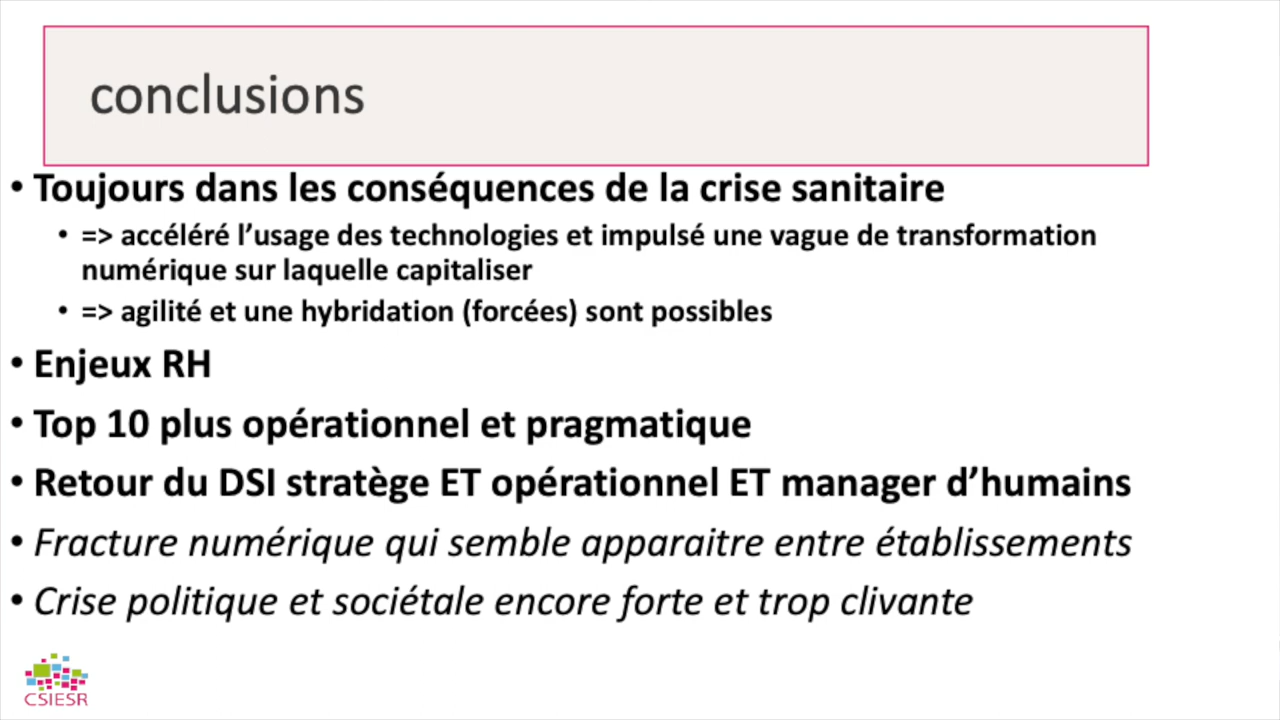 conclusions
• Toujours dans les conséquences de la crise sanitaire
• => accéléré l’usage des technologies et impulsé une vague de transformation
numérique sur laquelle capitaliser
• => agilité et une hybridation (forcées) sont possibles
• Enjeux RH
• Top 10 plus opérationnel et pragmatique
• Retour du DSI stratège ET opérationnel ET manager d’humains
• Fracture numérique qui semble apparaitre entre établissements
• Crise politique et sociétale encore forte et trop clivante
CSIESR